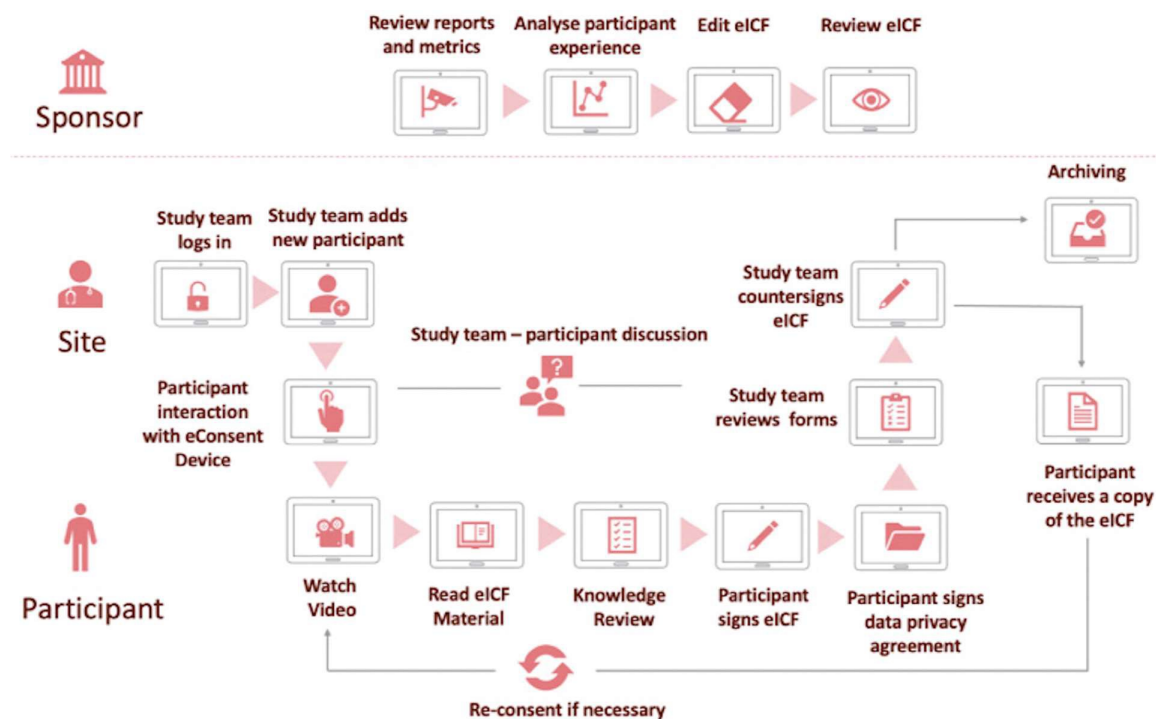 Review reports
and metrics
Analyse participant
experience
Edit eICF
Review eICF
Sponsor
Archiving
Study team
logs in
Study team adds
new participant
Study team
countersigns
eICF
Site
Study team – participant discussion
?
Participant
interaction
with eConsent
Device
Study team
reviews forms
Participant
receives a copy
of the eICF
Participant
Watch
Video
Read eICF
Material
Knowledge
Review
Participant
signs eICF
Participant signs
data privacy
agreement
Re-consent if necessary